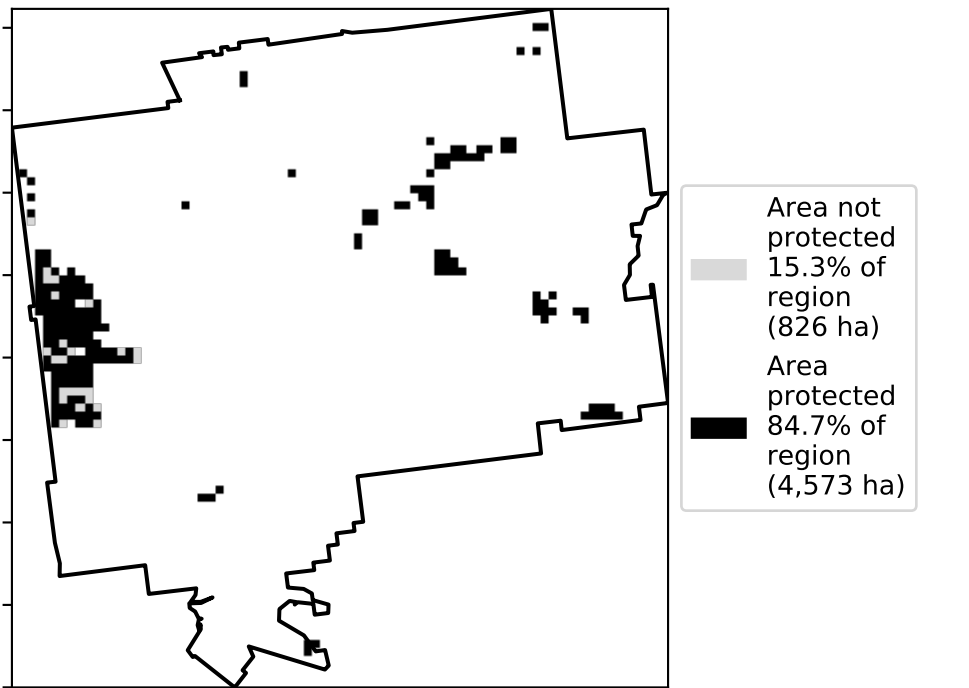 Area not
protected
15.3% of
region
(826 ha)
Area
protected
84.7% of
region
(4,573 ha)